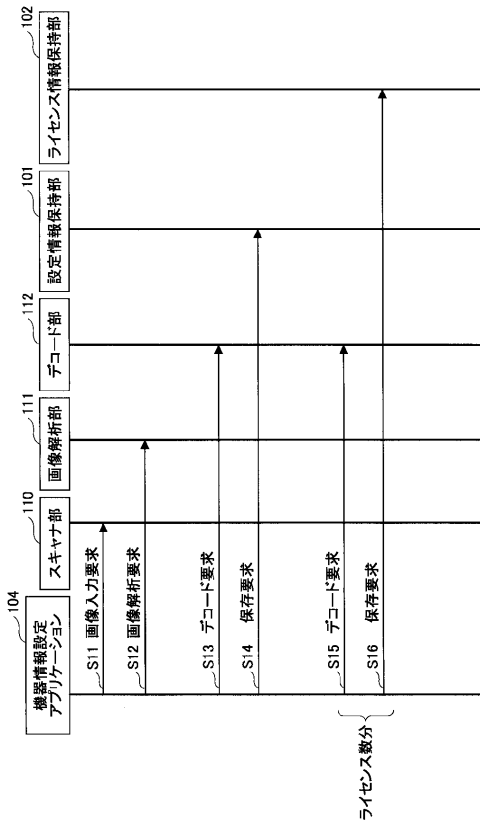 104
機器情報設定
アプリケーション
110
スキャナ部
111
画像解析部
112
デコード部
101
設定情報保持部
102
ライセンス情報保持部
S11 画像入力要求
S12 画像解析要求
S13 デコード要求
S14 保存要求
S15 デコード要求
S16 保存要求
ライセンス数分